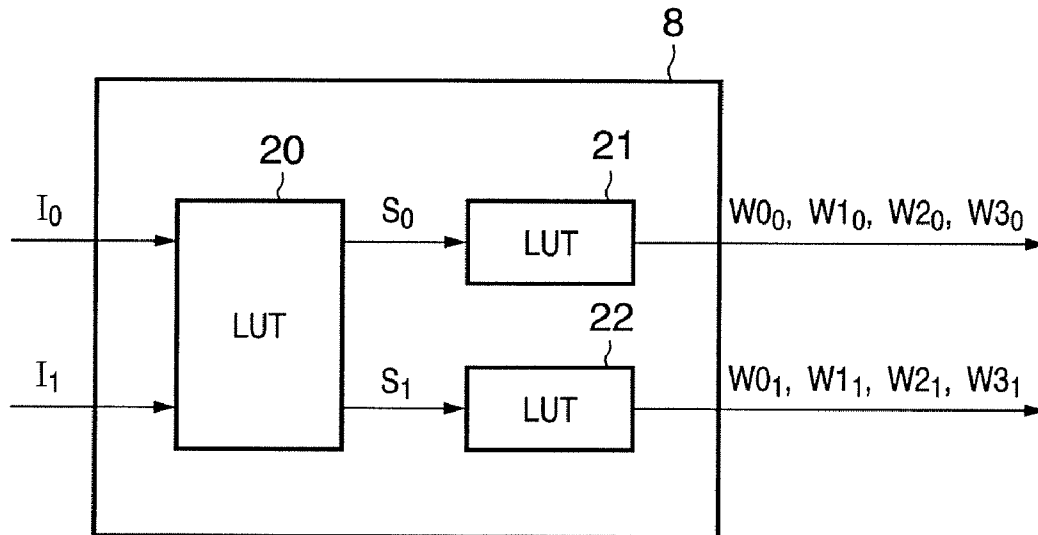 8
20
21
I₀
S₀
LUT
W0₀, W1₀, W2₀, W3₀
LUT
22
I₁
S₁
LUT
W0₁, W1₁, W2₁, W3₁